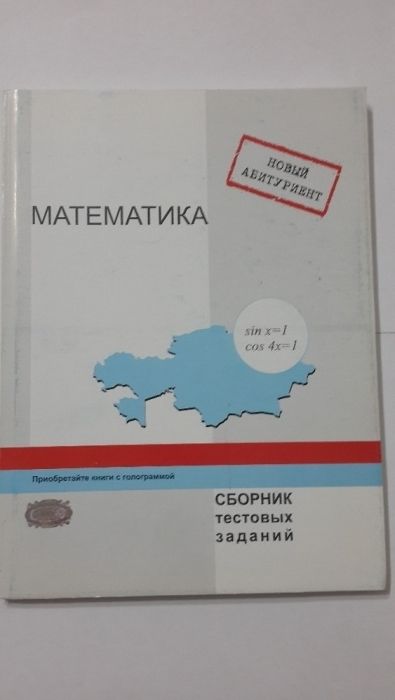 НОВЫЙ
АБИТУРИЕНТ
МАТЕМАТИКА
sin x=1
cos 4x=1
Приобретайте книги с голограммой
СБОРНИК
тестовых
заданий